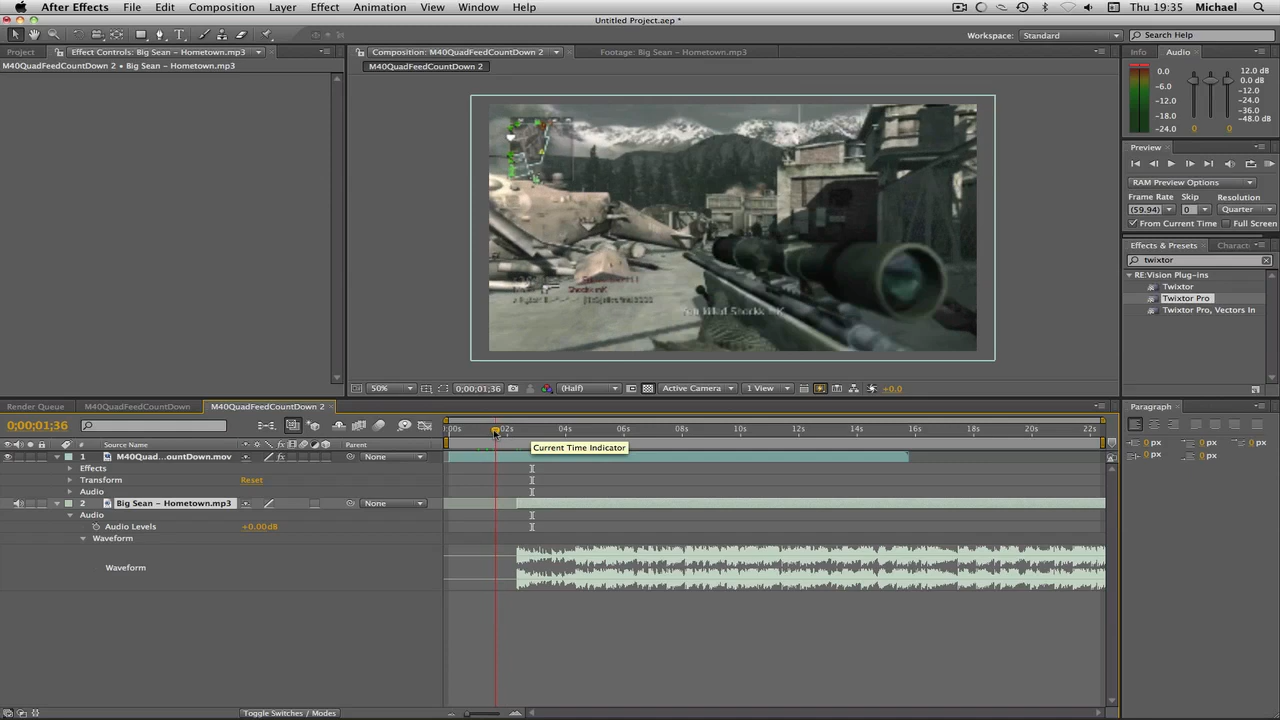 After Effects File Edit Composition Layer Effect Animation View Window Help Thu 19:35 Michael
Untitled Project.aep *
Workspace: Standard Search Help
Project Effect Controls: Big Sean – Hometown.mp3 Composition: M40QuadFeedCountDown 2 Footage: Big Sean – Hometown.mp3 Info Audio
M40QuadFeedCountDown 2 • Big Sean – Hometown.mp3 M40QuadFeedCountDown 2
0.0 12.0 dB
-6.0 0.0 dB
-12.0 -12.0
-18.0 -24.0
-24.0 -36.0
-48.0 dB
0 0
Preview
RAM Preview Options
Frame Rate Skip Resolution
(59.94) 0 Quarter
From Current Time Full Screen
Effects & Presets Charact
twixtor
RE:Vision Plug-ins
Twixtor
Twixtor Pro
Twixtor Pro, Vectors In
50% 0;00;01;36 (Half) Active Camera 1 View +0.0
Render Queue M40QuadFeedCountDown M40QuadFeedCountDown 2 Paragraph
0;00;01;36 :00s 02s 04s 06s 08s 10s 12s 14s 16s 18s 20s 22s
# Source Name Parent
Current Time Indicator
0 px 0 px 0 px
0 px 0 px
1 M40Quad...ountDown.mov None
Effects
Transform Reset
Audio
2 Big Sean – Hometown.mp3 None
Audio
Audio Levels +0.00dB
Waveform
Waveform
Toggle Switches / Modes